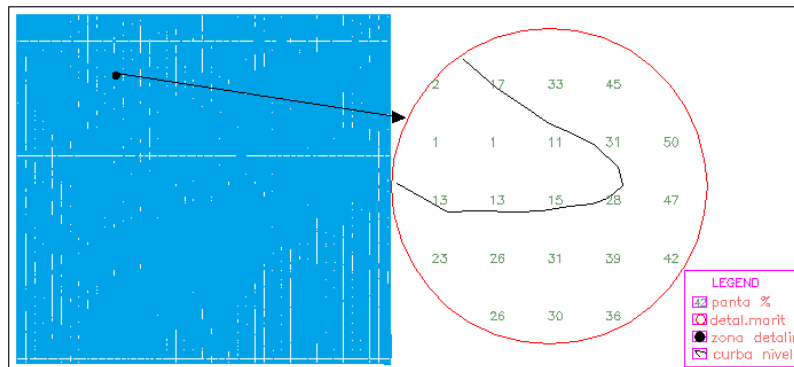 2 17 33 45
1 1 11 31 50
13 13 15 28 47
23 26 31 39 42
26 30 36
LEGEND
42 panta %
detal.marit
zona detalii
curba nivel